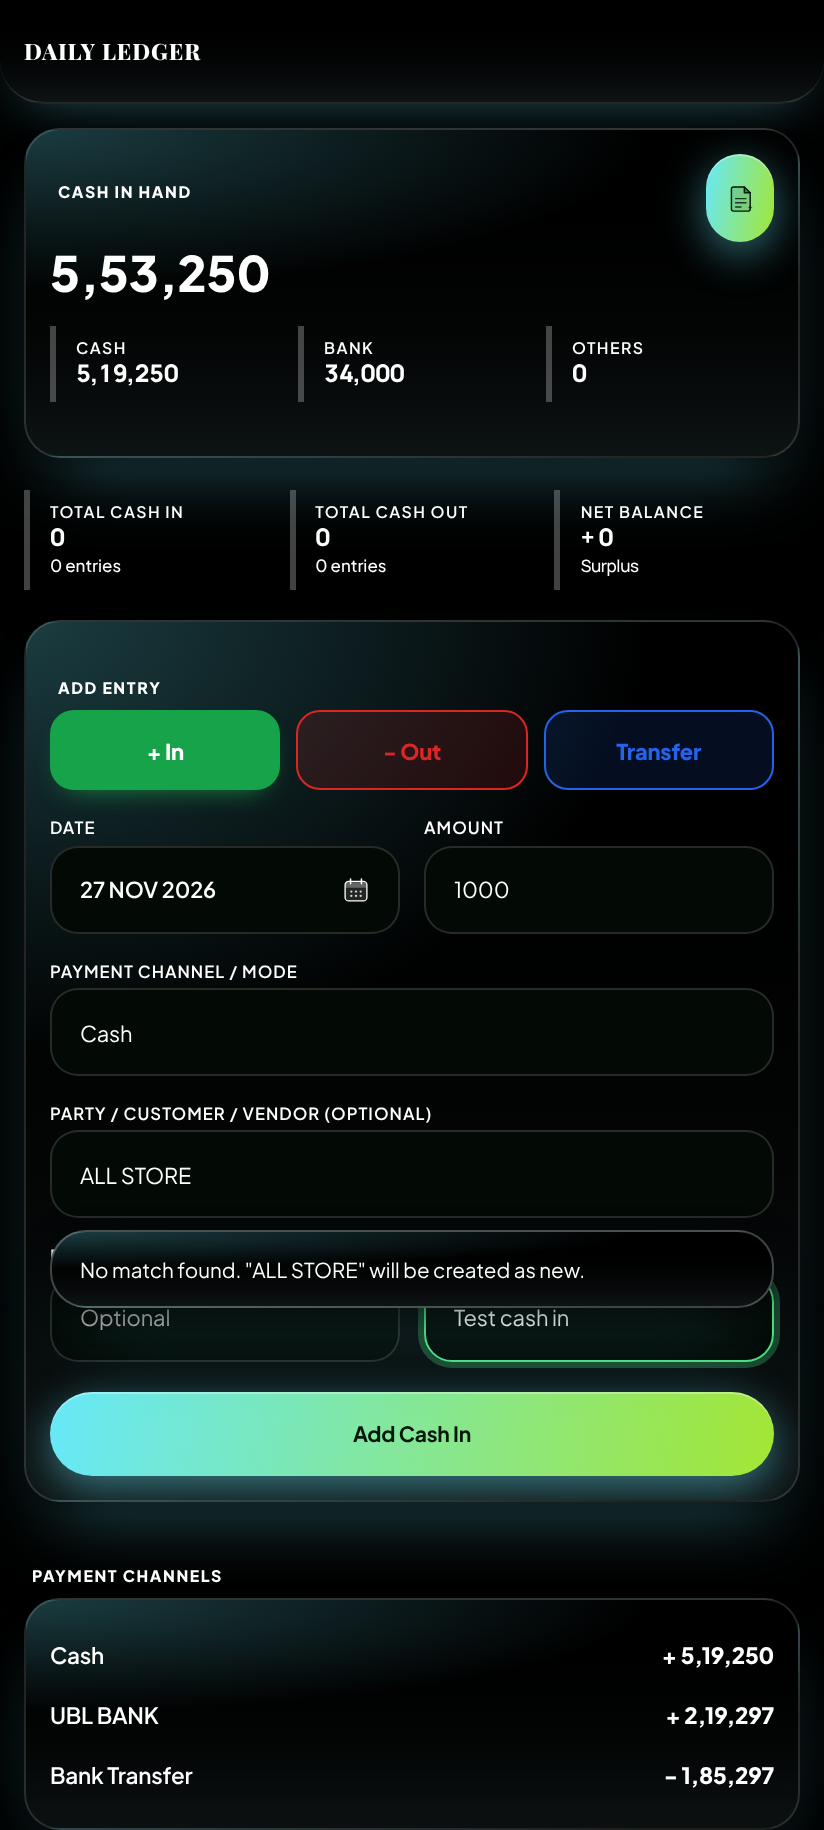 DAILY LEDGER
CASH IN HAND
5,53,250
CASH BANK OTHERS
5,19,250 34,000 0
TOTAL CASH IN TOTAL CASH OUT NET BALANCE
0 0 + 0
0 entries 0 entries Surplus
ADD ENTRY
+ In – Out Transfer
DATE AMOUNT
27 NOV 2026 1000
PAYMENT CHANNEL / MODE
Cash
PARTY / CUSTOMER / VENDOR (OPTIONAL)
ALL STORE
No match found. "ALL STORE" will be created as new.
Optional Test cash in
Add Cash In
PAYMENT CHANNELS
Cash + 5,19,250
UBL BANK + 2,19,297
Bank Transfer – 1,85,297